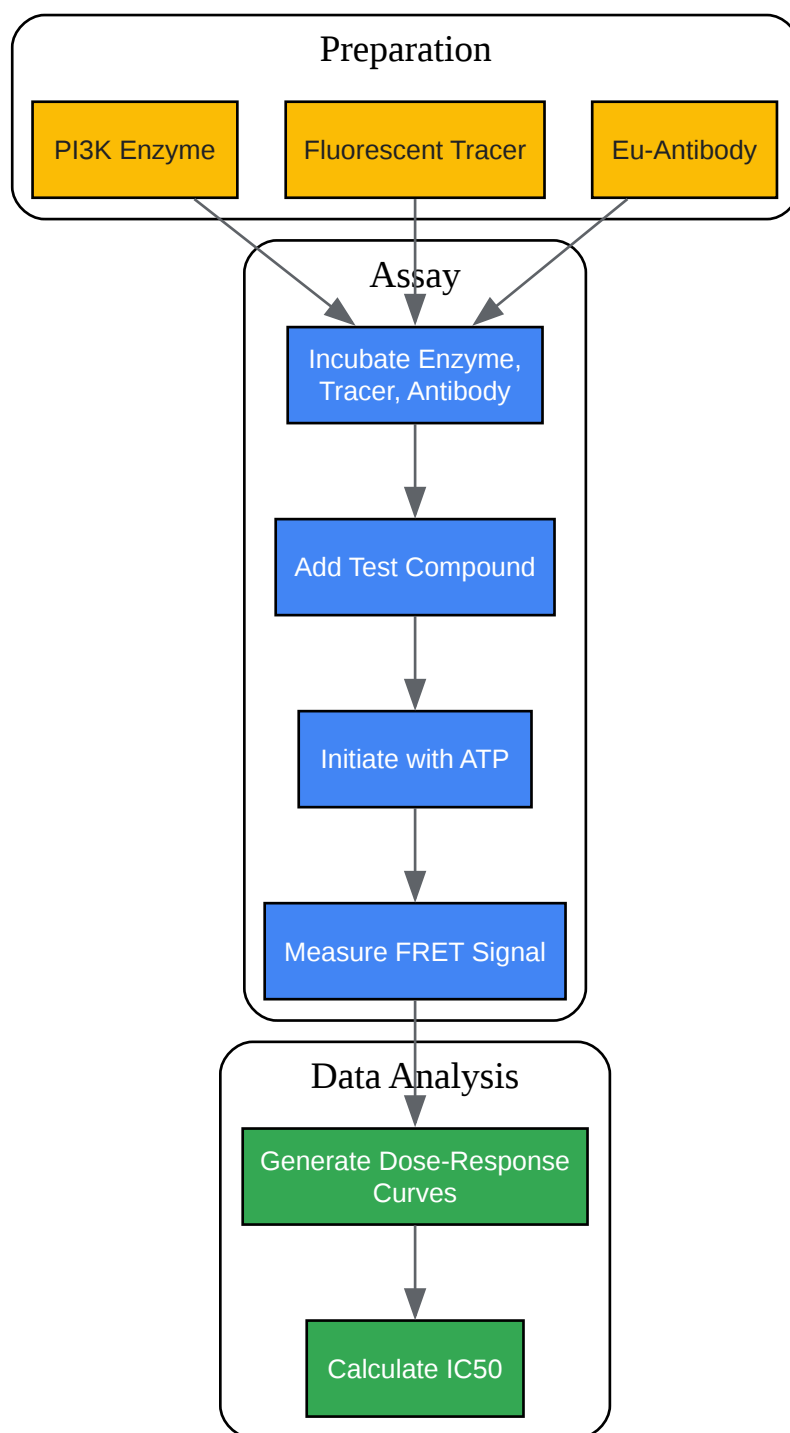 Preparation
PI3K Enzyme
Fluorescent Tracer
Eu-Antibody
Assay
Incubate Enzyme,
Tracer, Antibody
Add Test Compound
Initiate with ATP
Measure FRET Signal
Data Analysis
Generate Dose-Response
Curves
Calculate IC50